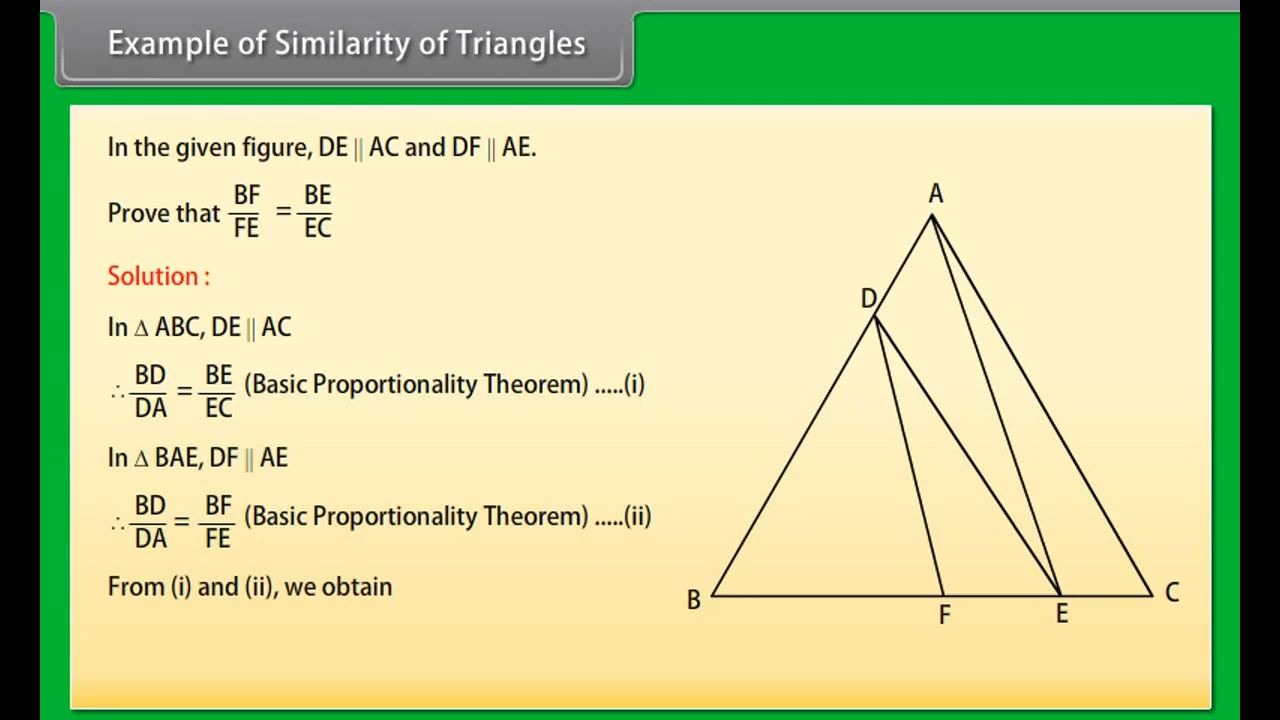 Example of Similarity of Triangles
In the given figure, DE || AC and DF || AE.
Prove that BF/FE = BE/EC
Solution :
In Δ ABC, DE || AC
∴ BD/DA = BE/EC (Basic Proportionality Theorem) .....(i)
In Δ BAE, DF || AE
∴ BD/DA = BF/FE (Basic Proportionality Theorem) .....(ii)
From (i) and (ii), we obtain
A
D
B
F
E
C